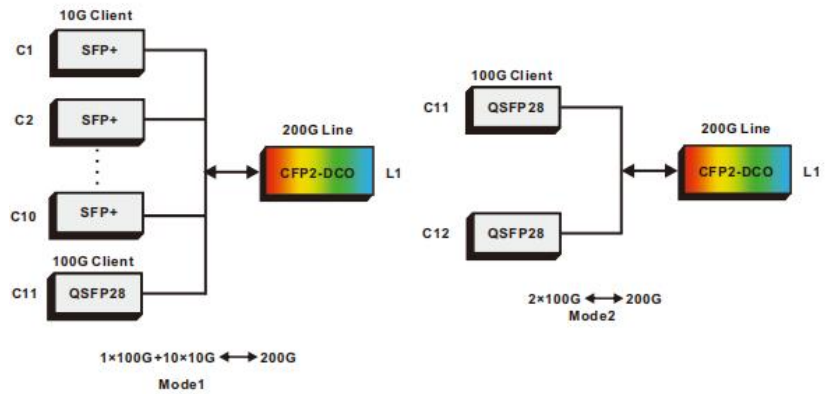 10G Client
C1 SFP+
C2 SFP+
C10 SFP+
100G Client
C11 QSFP28
200G Line
CFP2-DCO L1
1×100G+10×10G 200G
Mode1
100G Client
C11 QSFP28
C12 QSFP28
200G Line
CFP2-DCO L1
2×100G 200G
Mode2